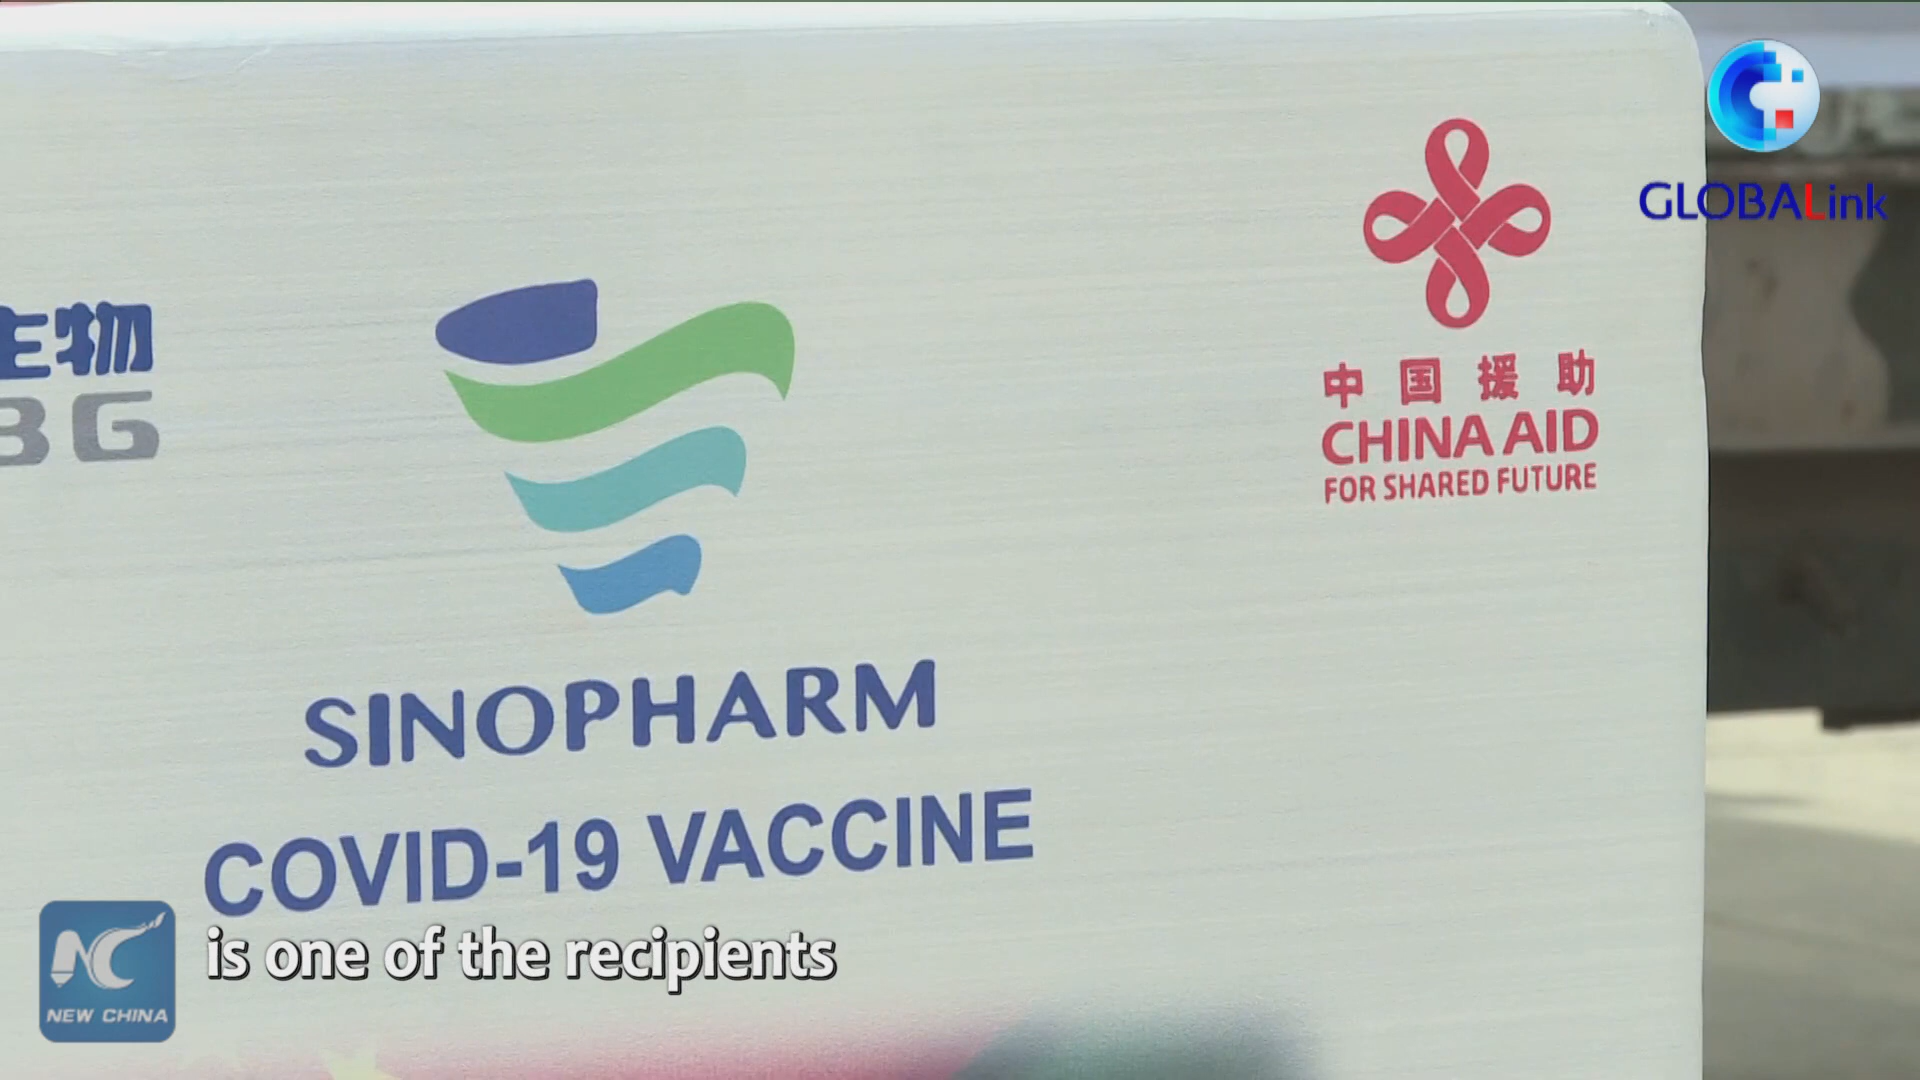 GLOBALink
生物
BG
中国援助
CHINA AID
FOR SHARED FUTURE
SINOPHARM
COVID-19 VACCINE
is one of the recipients
NEW CHINA